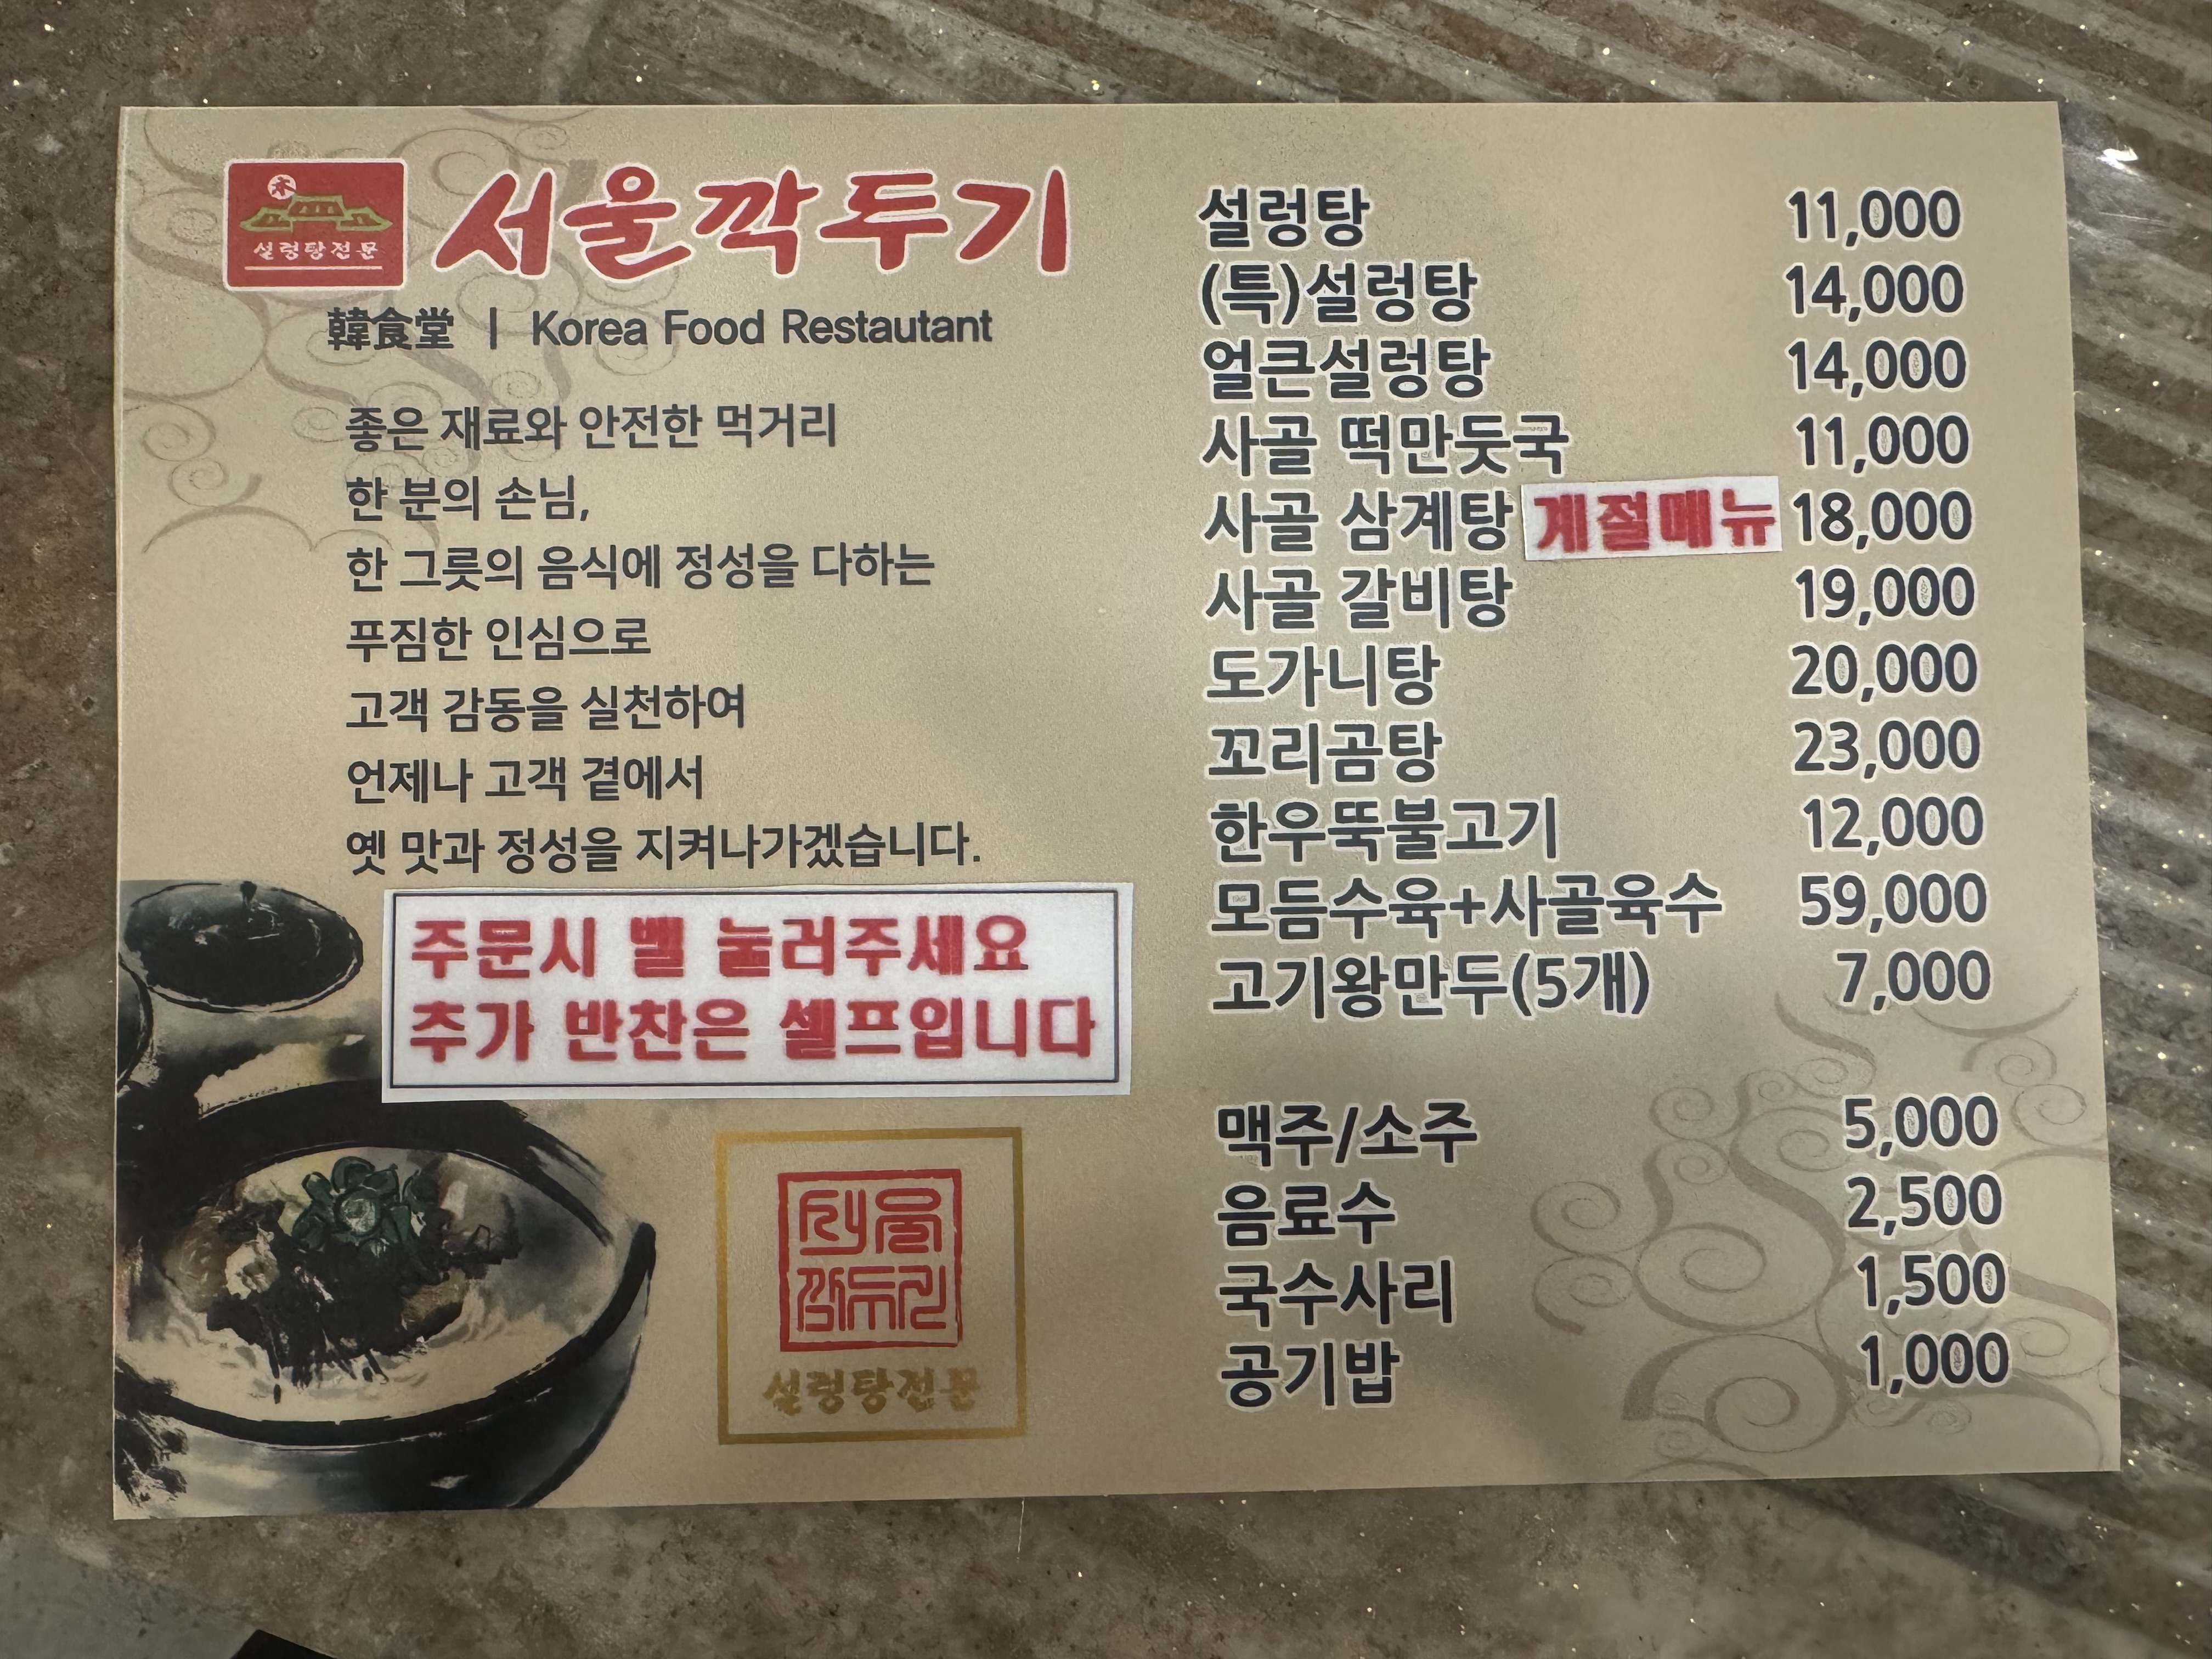 설렁탕전문
서울깍두기
韓食堂 | Korea Food Restautant
좋은 재료와 안전한 먹거리
한 분의 손님,
한 그릇의 음식에 정성을 다하는
푸짐한 인심으로
고객 감동을 실천하여
언제나 고객 곁에서
옛 맛과 정성을 지켜나가겠습니다.
주문시 벨 눌러주세요
추가 반찬은 셀프입니다
서울
깍두기
설렁탕전문
설렁탕 11,000
(특)설렁탕 14,000
얼큰설렁탕 14,000
사골 떡만둣국 11,000
사골 삼계탕 계절메뉴 18,000
사골 갈비탕 19,000
도가니탕 20,000
꼬리곰탕 23,000
한우뚝불고기 12,000
모듬수육+사골육수 59,000
고기왕만두(5개) 7,000
맥주/소주 5,000
음료수 2,500
국수사리 1,500
공기밥 1,000